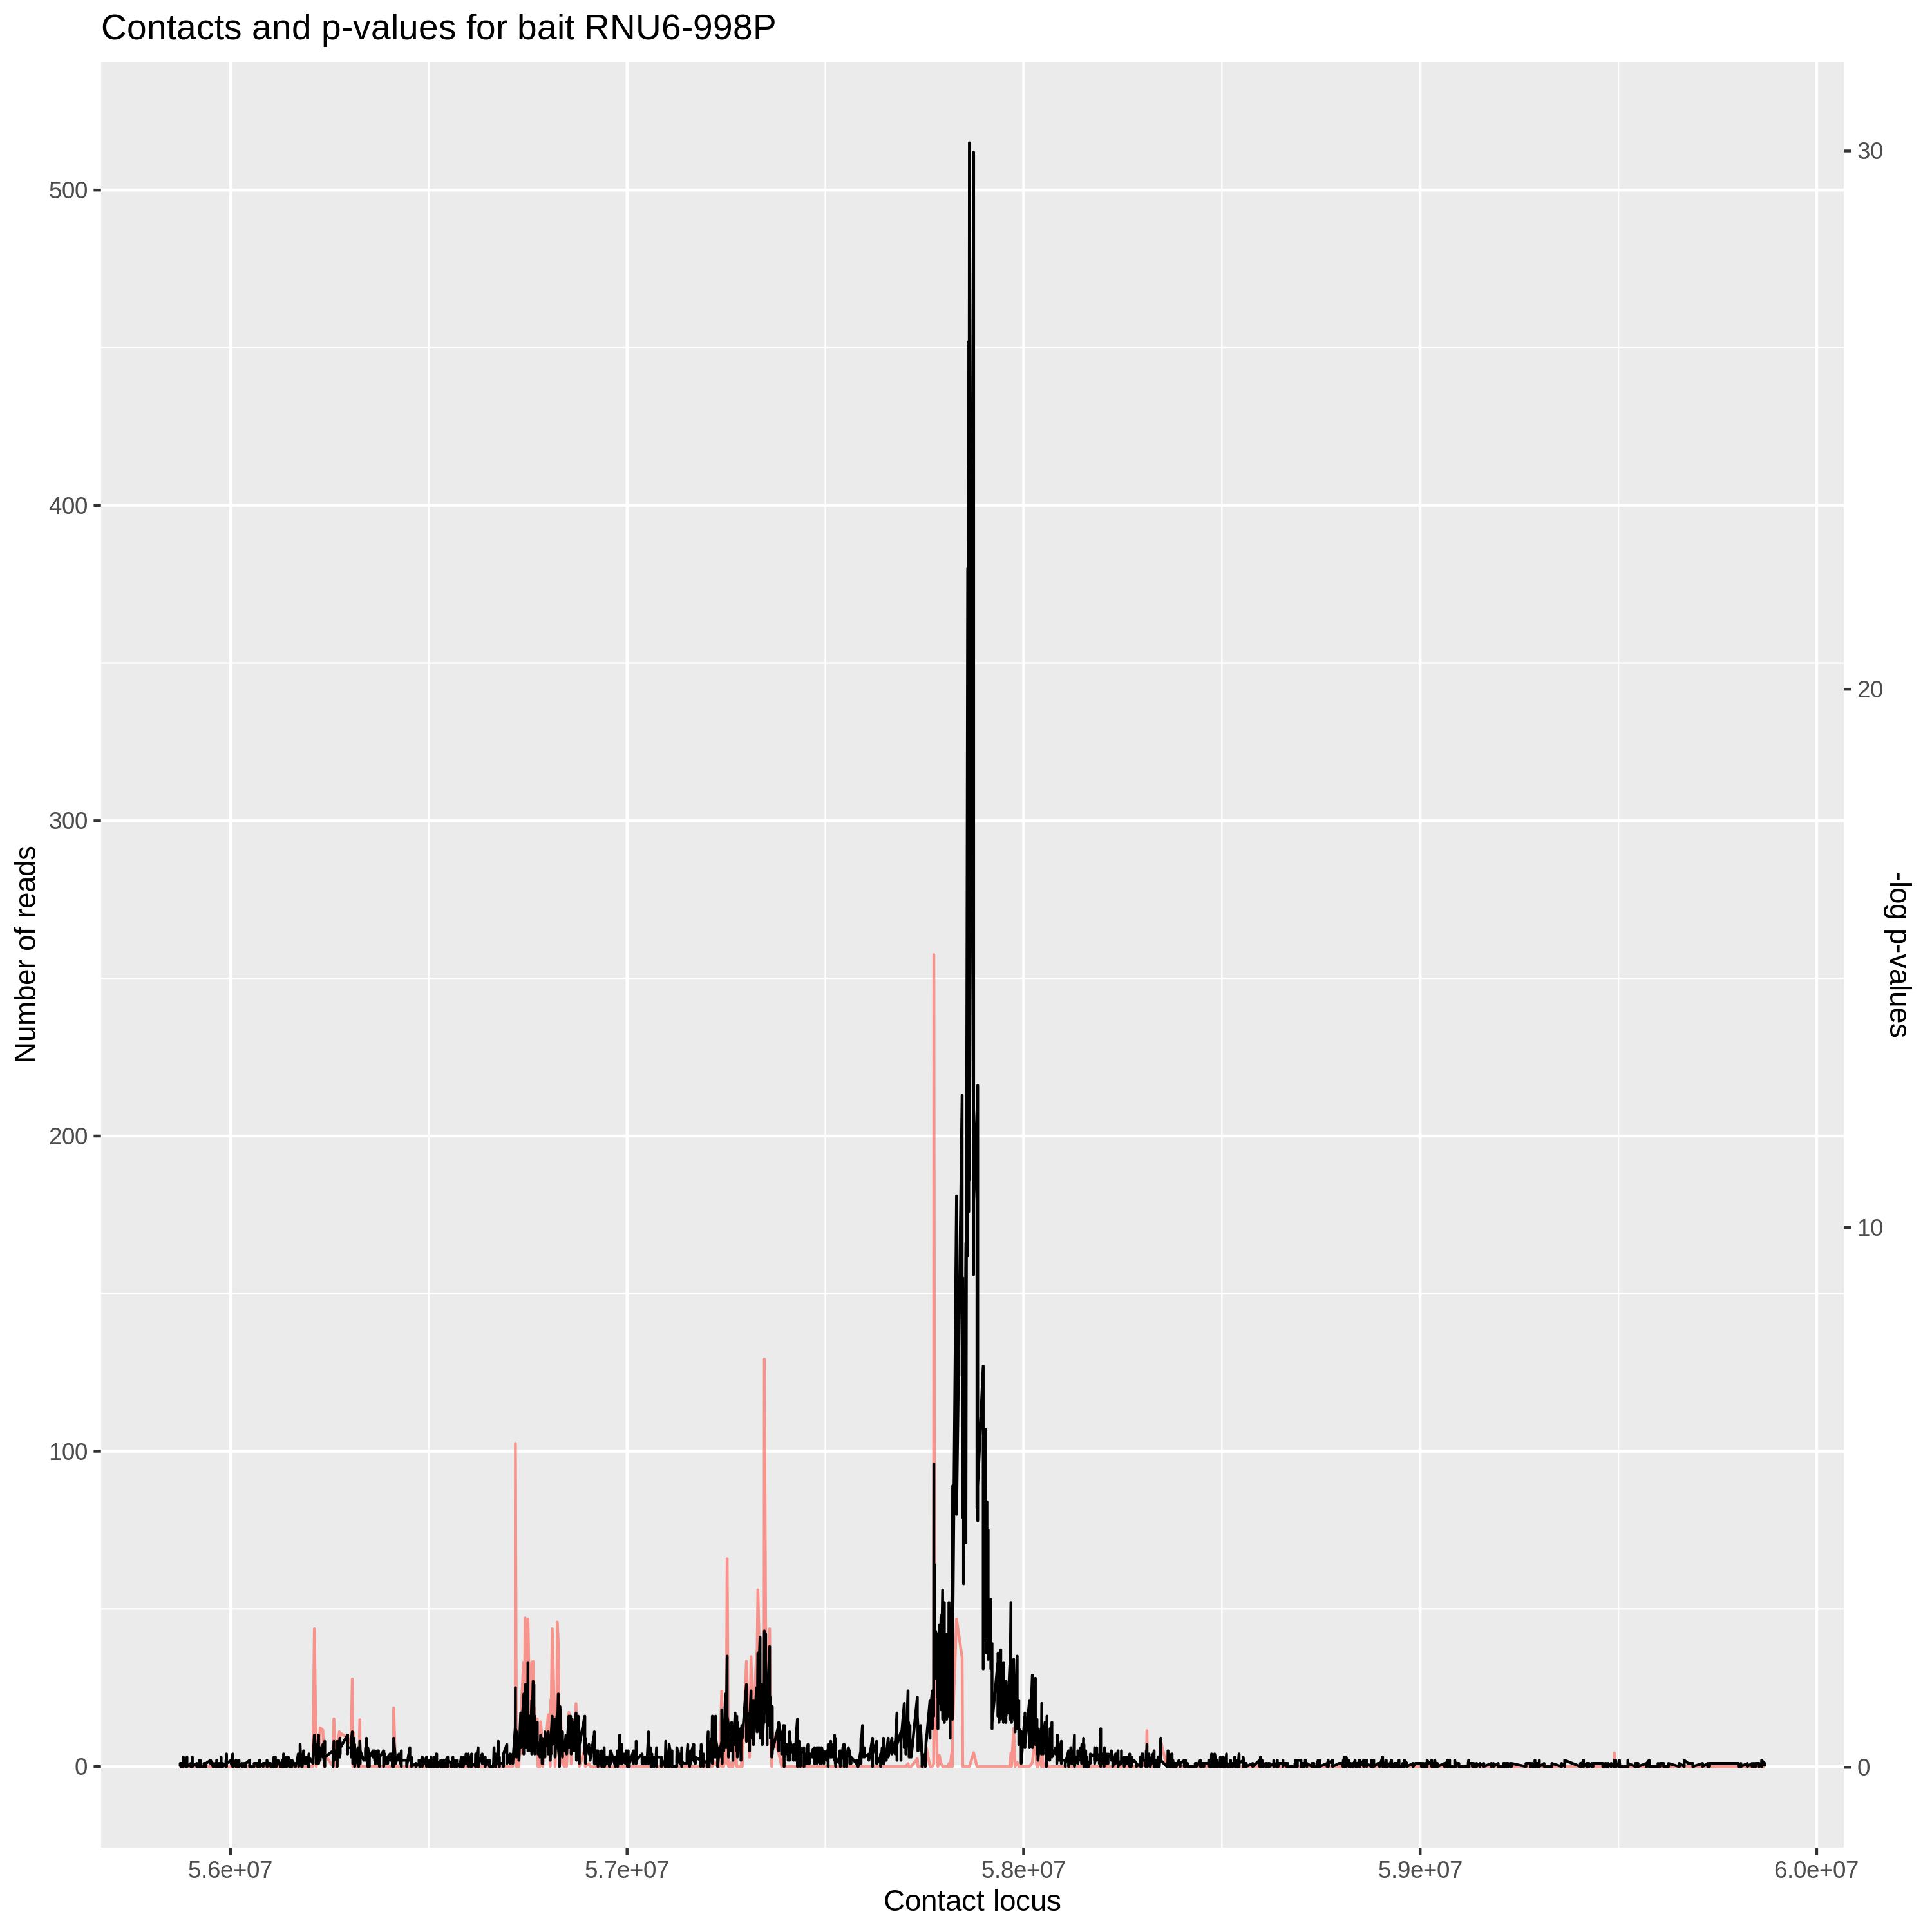 Contacts and p-values for bait RNU6-998P
500
400
300
200
100
0
Number of reads
30
20
10
0
-log p-values
5.6e+07
5.7e+07
5.8e+07
5.9e+07
6.0e+07
Contact locus